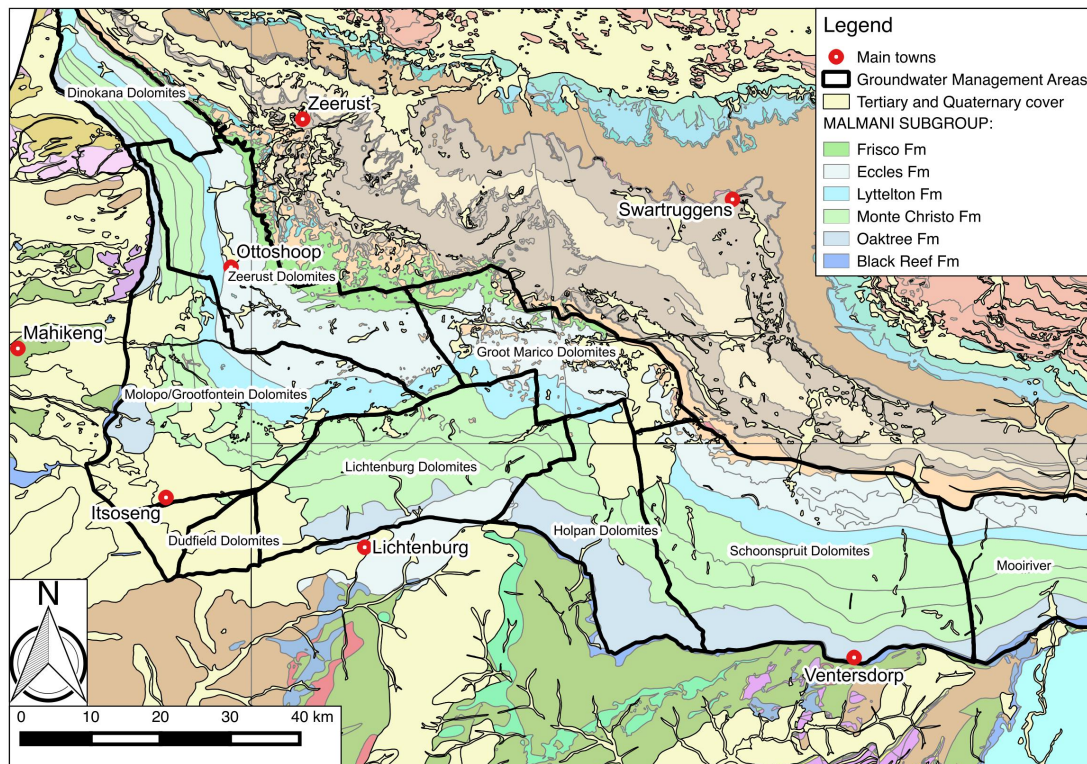 Legend
Main towns
Groundwater Management Areas
Tertiary and Quaternary cover
MALMANI SUBGROUP:
Frisco Fm
Eccles Fm
Lyttelton Fm
Monte Christo Fm
Oaktree Fm
Black Reef Fm
Dinokana Dolomites
Zeerust
Swartruggens
Ottoshoop
Zeerust Dolomites
Mahikeng
Groot Marico Dolomites
Molopo/Grootfontein Dolomites
Lichtenburg Dolomites
Itsoseng
Dudfield Dolomites
Lichtenburg
Holpan Dolomites
Schoonspruit Dolomites
Mooiriver
Ventersdorp
N
0 10 20 30 40 km